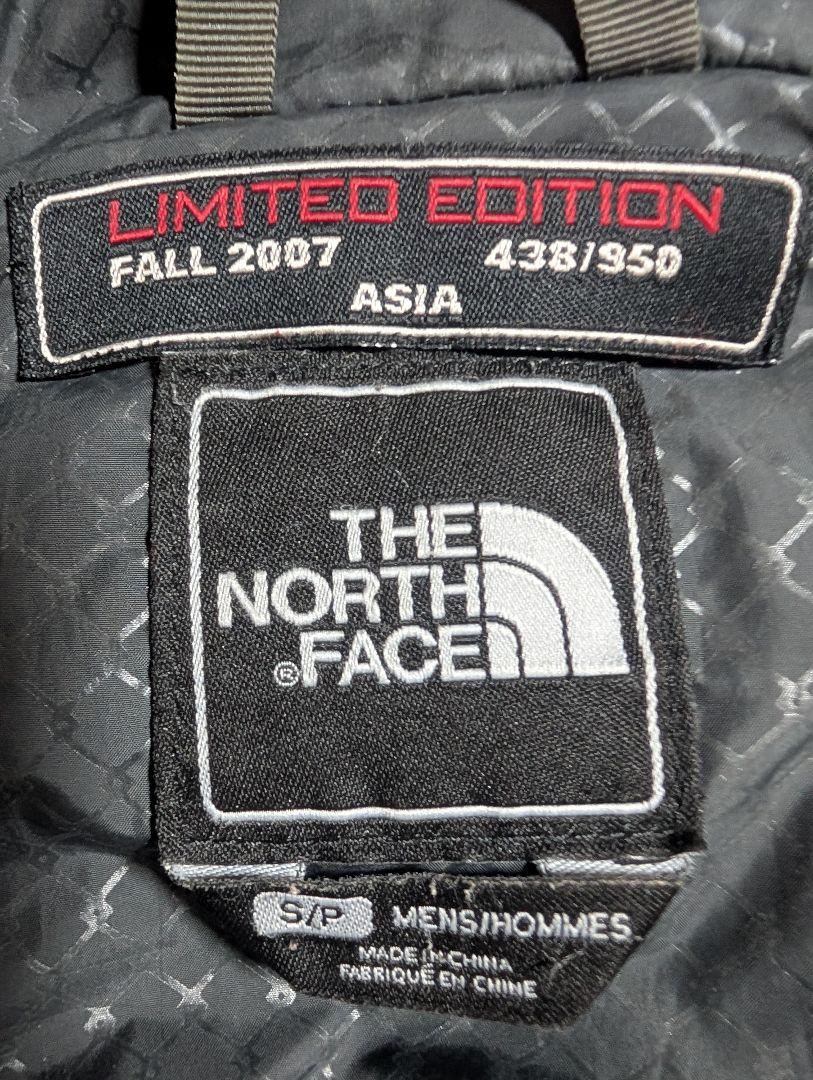 LIMITED EDITION
FALL 2007 438/950
ASIA
THE
NORTH
®FACE
S/P MENS/HOMMES
MADE IN CHINA
FABRIQUÉ EN CHINE